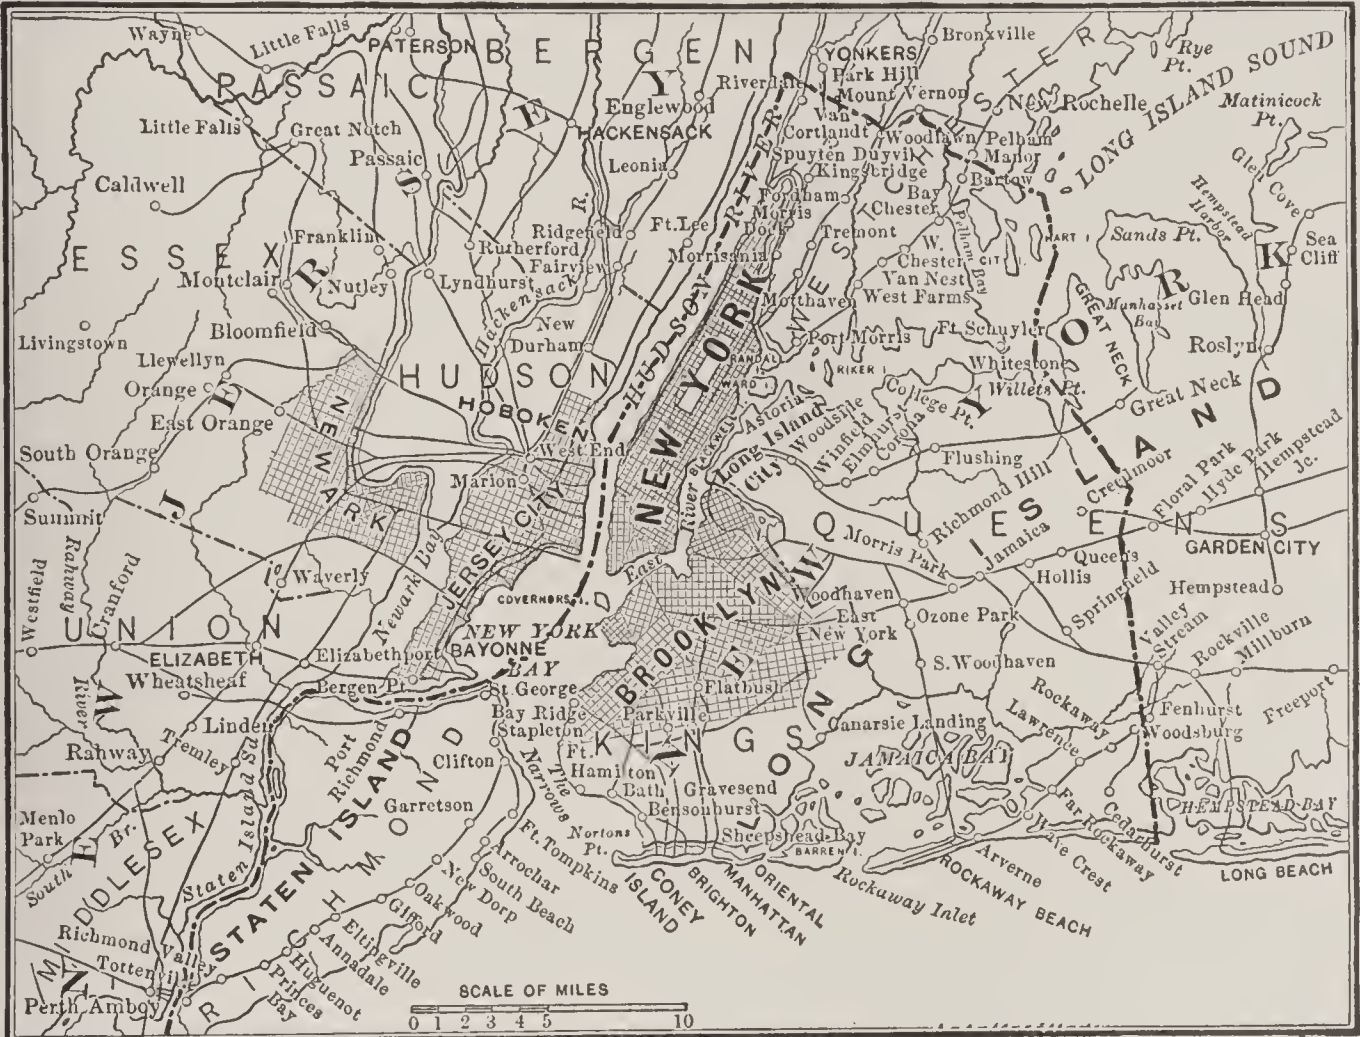 Wayne
Little Falls
PATERSON
BERGEN
YONKERS
Bronxville
Rye Pt.
LONG ISLAND SOUND
PASSAIC
Riverdale
Park Hill
Mount Vernon
WESTCHESTER
New Rochelle
Matinicock Pt.
Little Falls
Great Notch
Englewood
HACKENSACK
Van Cortlandt
Woodlawn
Pelham Manor
Passaic
Leonia
Spuyten Duyvil
Kingsbridge
Bartow
Glen Cove
Caldwell
Fordham
Bay Chester
Hempstead Harbor
Morris Dock
Pelham Bay
ESSEX
Franklin
Rutherford
Ridgefield
Ft. Lee
Tremont
HART I.
Sands Pt.
Sea Cliff
Montclair
Nutley
Lyndhurst
Fairview
Morrisania
W. Chester
CITY I.
Hackensack R.
HUDSON RIVER
Van Nest
West Farms
GREAT NECK
Manhasset Bay
Glen Head
Livingstown
Bloomfield
New Durham
Motthaven
Port Morris
Ft. Schuyler
Roslyn
Llewellyn
HUDSON
RANDAL I.
RIKER I.
Whitestone
Willets Pt.
Orange
HOBOKEN
NEW YORK
WARD I.
Astoria
College Pt.
Great Neck
East Orange
NEWARK
West End
BLACKWELL
Long Island City
Woodside
Winfield
Elmhurst
Corona
Flushing
South Orange
Marion
JERSEY CITY
East River
Richmond Hill
Creedmoor
Floral Park
Hyde Park
Hempstead Jc.
Summit
QUEENS
Morris Park
Jamaica
Queens
GARDEN CITY
Westfield
Rahway River
Cranford
Waverly
Newark Bay
GOVERNORS I.
BROOKLYN
Woodhaven
Hollis
Springfield
Hempstead
UNION
NEW YORK BAY
East New York
Ozone Park
Valley Stream
Rockville
Millburn
ELIZABETH
Elizabethport
BAYONNE
Wheatsheaf
Bergen Pt.
St. George
Flatbush
S. Woodhaven
Freeport
Linden
Tremley
Port Richmond
Bay Ridge
Stapleton
Parkville
KINGS
Canarsie Landing
Rockaway
Lawrence
Fenhurst
Woodsburg
Rahway
Clifton
The Narrows
Ft. Hamilton
Bath
Gravesend
Bensonhurst
JAMAICA BAY
Menlo Park
South Br.
MIDDLESEX
Staten Island Sd.
STATEN ISLAND
Garretson
Nortons Pt.
Sheepshead Bay
BARREN I.
HEMPSTEAD BAY
Ft. Tompkins
Arrochar
South Beach
New Dorp
Oakwood
Gifford
Eltingville
Annadale
Huguenot
Princes Bay
CONEY ISLAND
BRIGHTON
MANHATTAN
ORIENTAL
Rockaway Inlet
Arverne
ROCKAWAY BEACH
Wave Crest
Far Rockaway
Cedarhurst
LONG BEACH
Richmond Valley
Tottenville
Perth Amboy
RICHMOND
NEW JERSEY
NEW YORK
LONG ISLAND
SCALE OF MILES
0 1 2 3 4 5 10